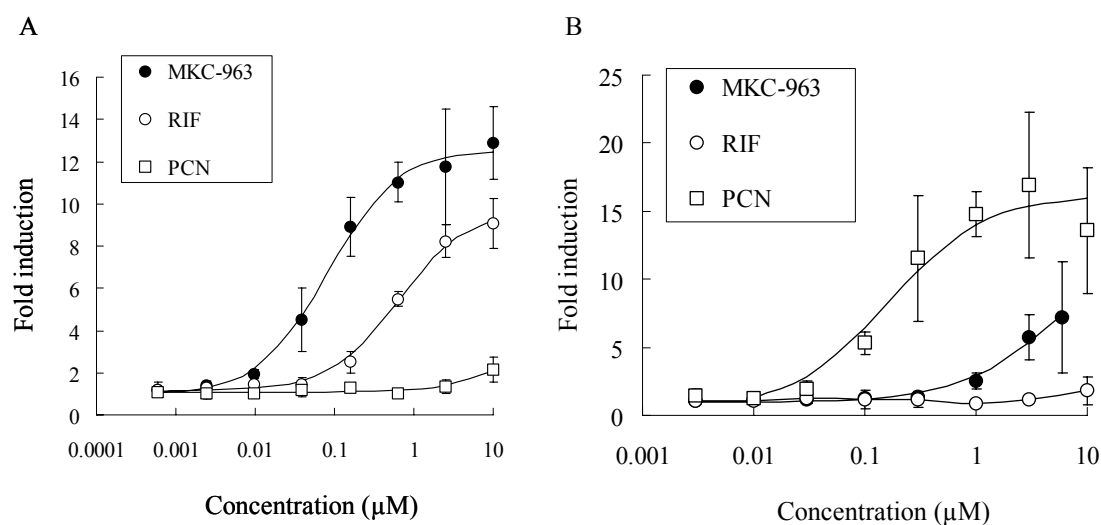 A
16
14
12
10
8
6
4
2
0
Fold induction
MKC-963
RIF
PCN
0.0001
0.001
0.01
0.1
1
10
Concentration (µM)
B
25
20
15
10
5
0
Fold induction
MKC-963
RIF
PCN
0.001
0.01
0.1
1
10
Concentration (µM)